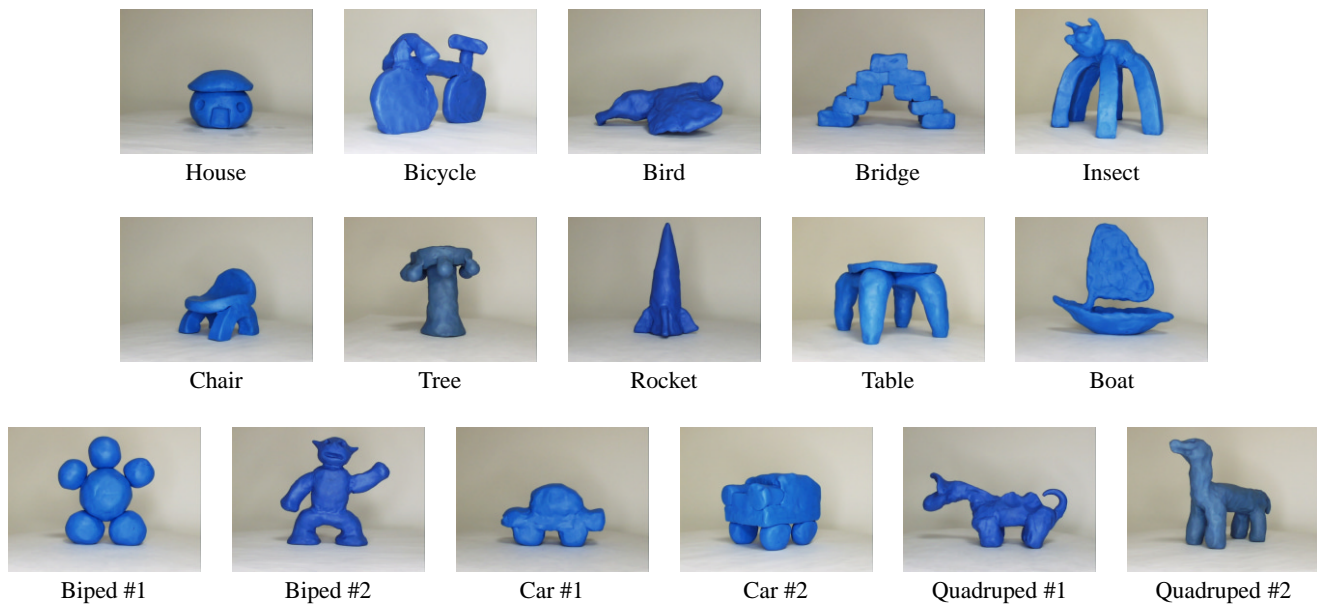 House Bicycle Bird Bridge Insect
Chair Tree Rocket Table Boat
Biped #1 Biped #2 Car #1 Car #2 Quadruped #1 Quadruped #2